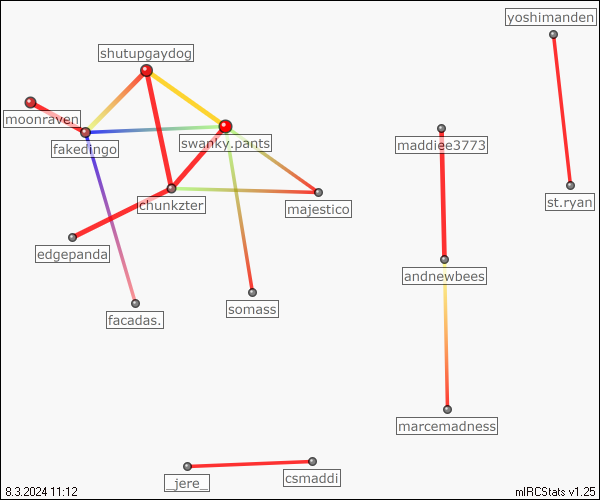 yoshimanden
shutupgaydog
moonraven
fakedingo
swanky.pants
maddiee3773
chunkzter
majestico
st.ryan
edgepanda
andnewbees
facadas.
somass
marcemadness
_jere_
csmaddi
8.3.2024 11:12
mIRCStats v1.25